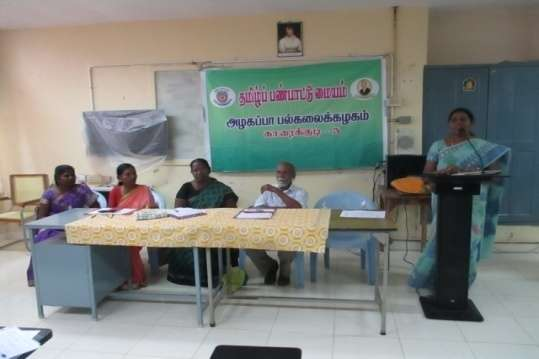 தமிழ்ப் பண்பாட்டு மையம்
அழகப்பா பல்கலைக்கழகம்
காரைக்குடி - 3